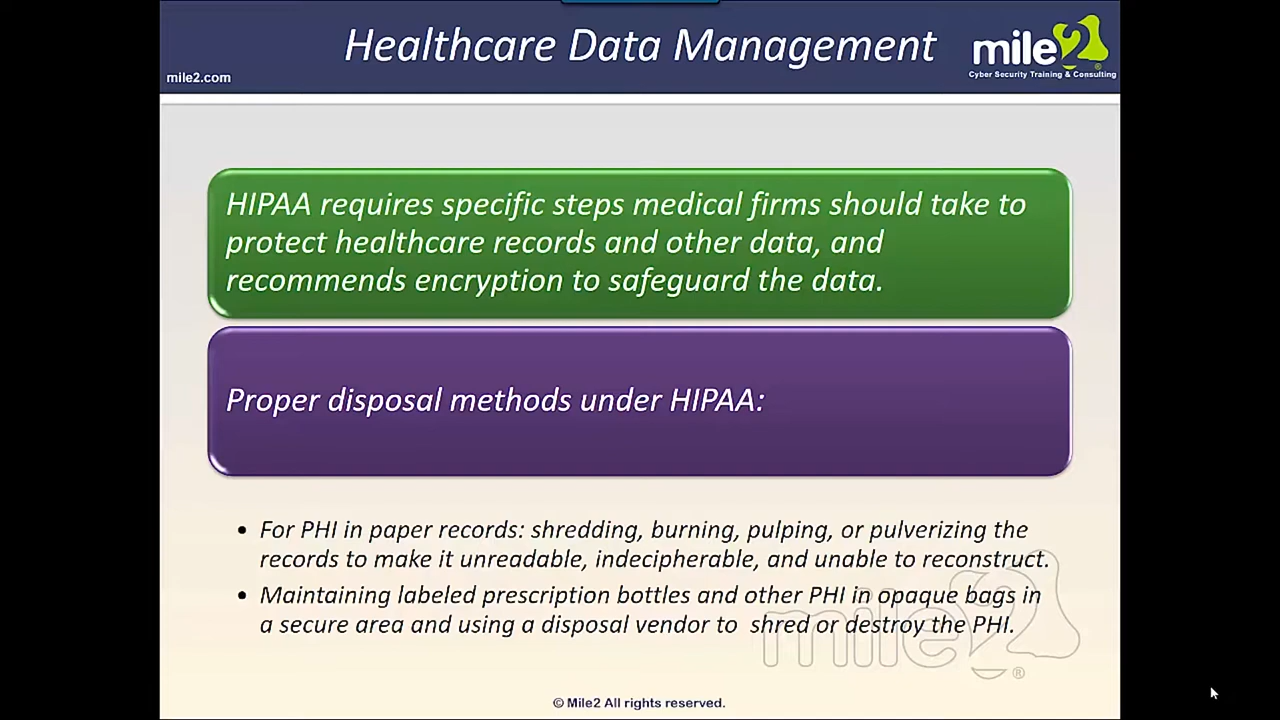 Healthcare Data Management
mile2
mile2.com
Cyber Security Training & Consulting
HIPAA requires specific steps medical firms should take to
protect healthcare records and other data, and
recommends encryption to safeguard the data.
Proper disposal methods under HIPAA:
• For PHI in paper records: shredding, burning, pulping, or pulverizing the
records to make it unreadable, indecipherable, and unable to reconstruct.
• Maintaining labeled prescription bottles and other PHI in opaque bags in
a secure area and using a disposal vendor to shred or destroy the PHI.
mile2®
© Mile2 All rights reserved.